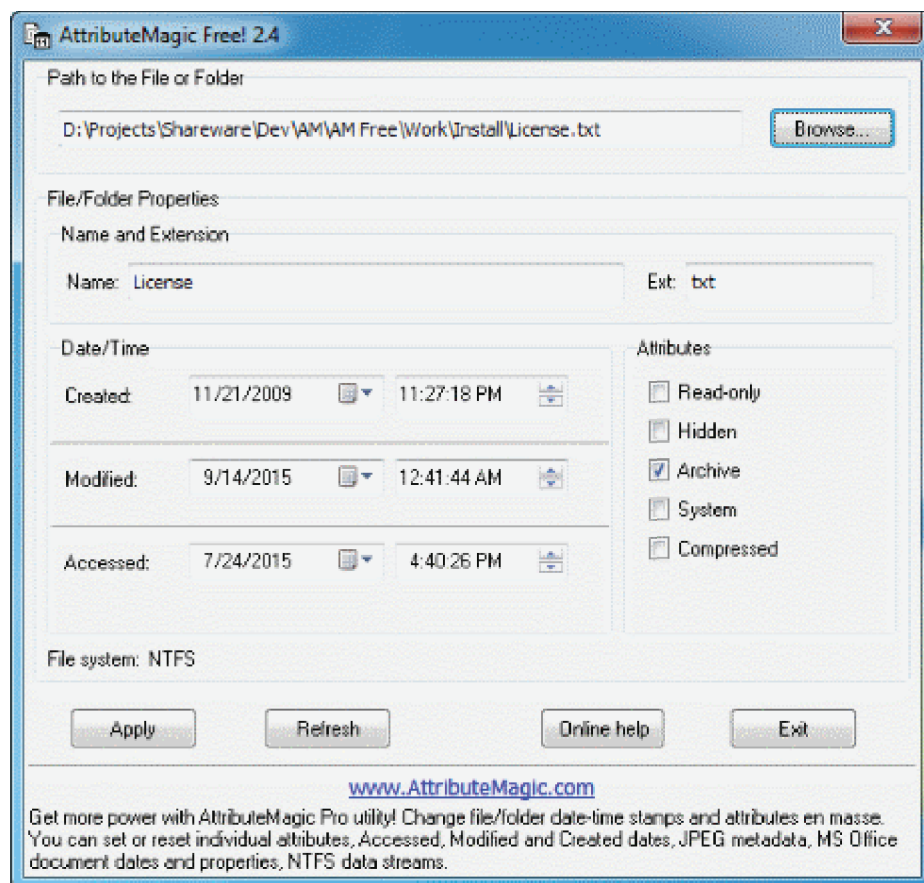 AttributeMagic Free! 2.4
Path to the File or Folder
D:\Projects\Shareware\Dev\AM\AM Free\Work\Install\License.txt
Browse...
File/Folder Properties
Name and Extension
Name: License
Ext: txt
Date/Time
Created: 11/21/2009 11:27:18 PM
Modified: 9/14/2015 12:41:44 AM
Accessed: 7/24/2015 4:40:26 PM
Attributes
Read-only
Hidden
Archive
System
Compressed
File system: NTFS
Apply
Refresh
Online help
Exit
www.AttributeMagic.com
Get more power with AttributeMagic Pro utility! Change file/folder date-time stamps and attributes en masse.
You can set or reset individual attributes, Accessed, Modified and Created dates, JPEG metadata, MS Office
document dates and properties, NTFS data streams.